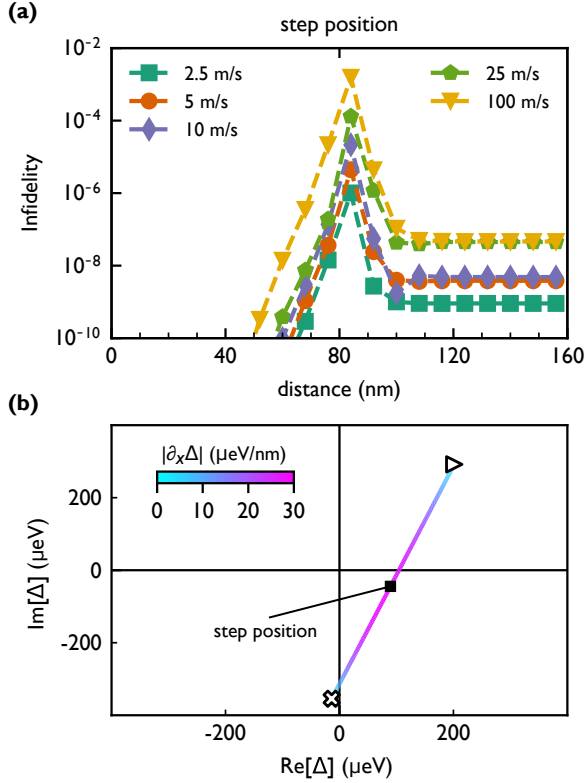 (a)
step position
10⁻²
10⁻⁴
10⁻⁶
10⁻⁸
10⁻¹⁰
Infidelity
2.5 m/s
5 m/s
10 m/s
25 m/s
100 m/s
0 40 80 120 160
distance (nm)
(b)
|∂ₓΔ| (µeV/nm)
0 10 20 30
200
0
-200
Im[Δ] (µeV)
step position
-200 0 200
Re[Δ] (µeV)